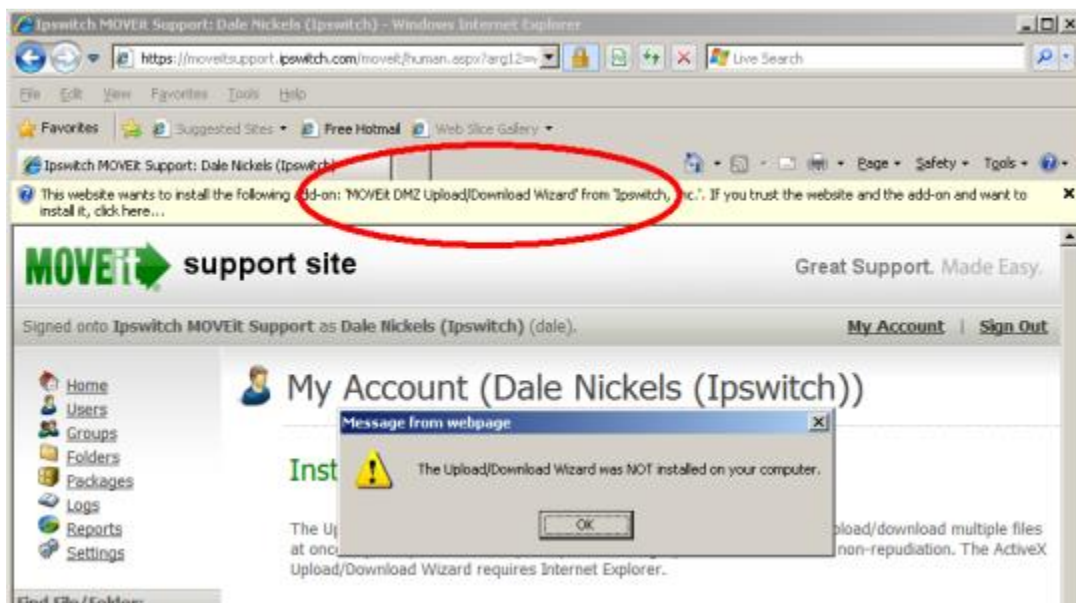 Ipswitch MOVEit Support: Dale Nickels (Ipswitch) - Windows Internet Explorer
https://moveitsupport.ipswitch.com/moveit/human.aspx?arg12=
Live Search
File Edit View Favorites Tools Help
Favorites Suggested Sites Free Hotmail Web Slice Gallery
Ipswitch MOVEit Support: Dale Nickels (Ipswitch)
Page Safety Tools
This website wants to install the following add-on: 'MOVEit DMZ Upload/Download Wizard' from 'Ipswitch, Inc.'. If you trust the website and the add-on and want to
install it, click here...
MOVEit support site
Great Support. Made Easy.
Signed onto Ipswitch MOVEit Support as Dale Nickels (Ipswitch) (dale).
My Account | Sign Out
Home
Users
Groups
Folders
Packages
Logs
Reports
Settings
Find File/Folder:
My Account (Dale Nickels (Ipswitch))
Message from webpage
Inst
The Upload/Download Wizard was NOT installed on your computer.
OK
The Up
load/download multiple files
at once
non-repudiation. The ActiveX
Upload/Download Wizard requires Internet Explorer.